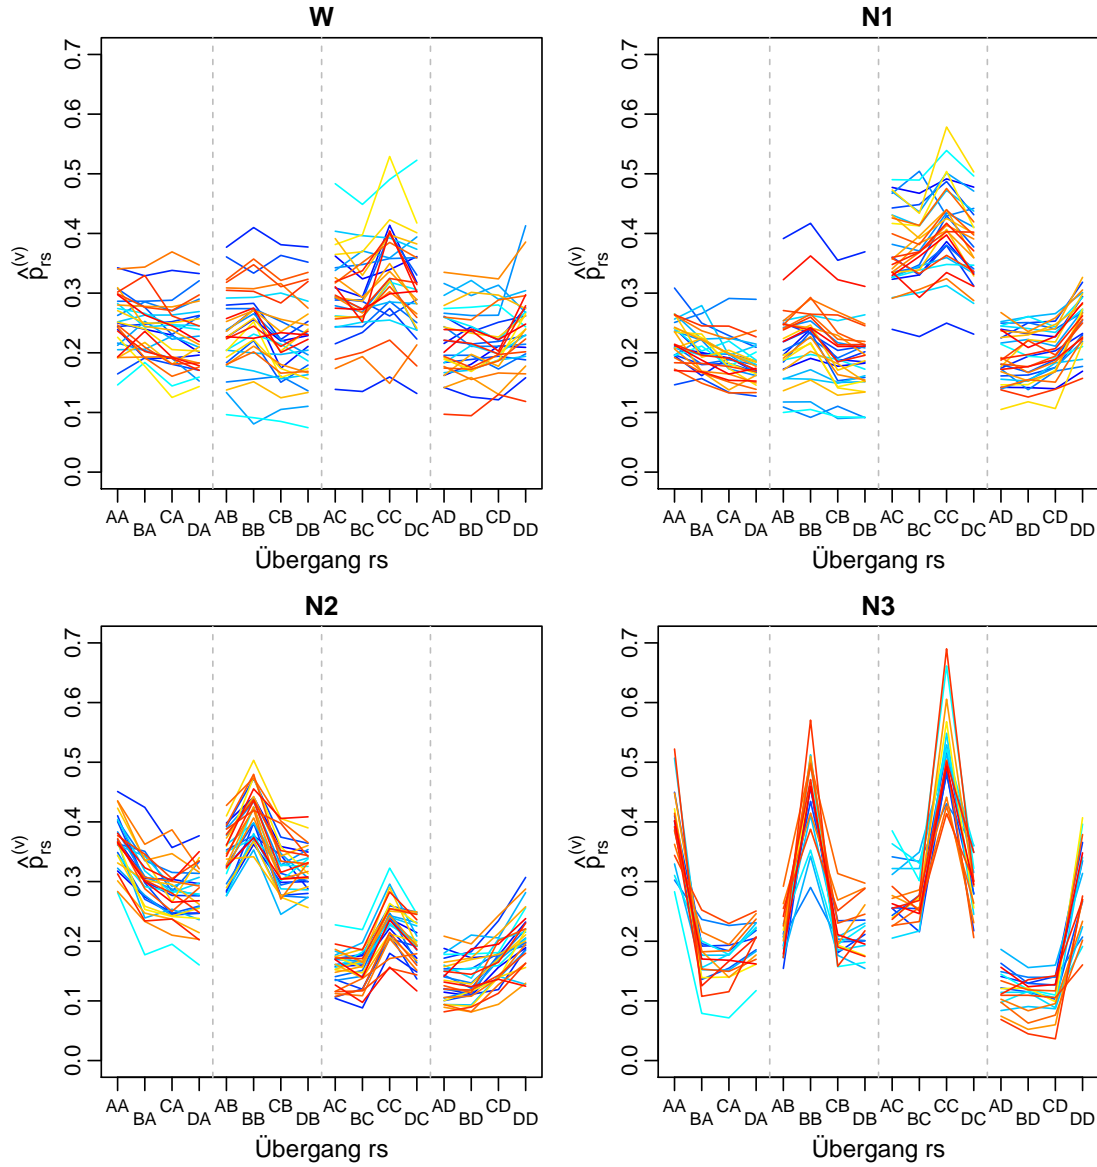 W
0.0 0.1 0.2 0.3 0.4 0.5 0.6 0.7
p̂rs(v)
AA BA CA DA AB BB CB DB AC BC CC DC AD BD CD DD
Übergang rs
N1
0.0 0.1 0.2 0.3 0.4 0.5 0.6 0.7
p̂rs(v)
AA BA CA DA AB BB CB DB AC BC CC DC AD BD CD DD
Übergang rs
N2
0.0 0.1 0.2 0.3 0.4 0.5 0.6 0.7
p̂rs(v)
AA BA CA DA AB BB CB DB AC BC CC DC AD BD CD DD
Übergang rs
N3
0.0 0.1 0.2 0.3 0.4 0.5 0.6 0.7
p̂rs(v)
AA BA CA DA AB BB CB DB AC BC CC DC AD BD CD DD
Übergang rs